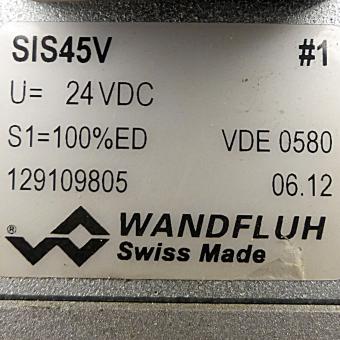 SIS45V #1
U= 24VDC
S1=100%ED VDE 0580
129109805 06.12
® WANDFLUH
Swiss Made